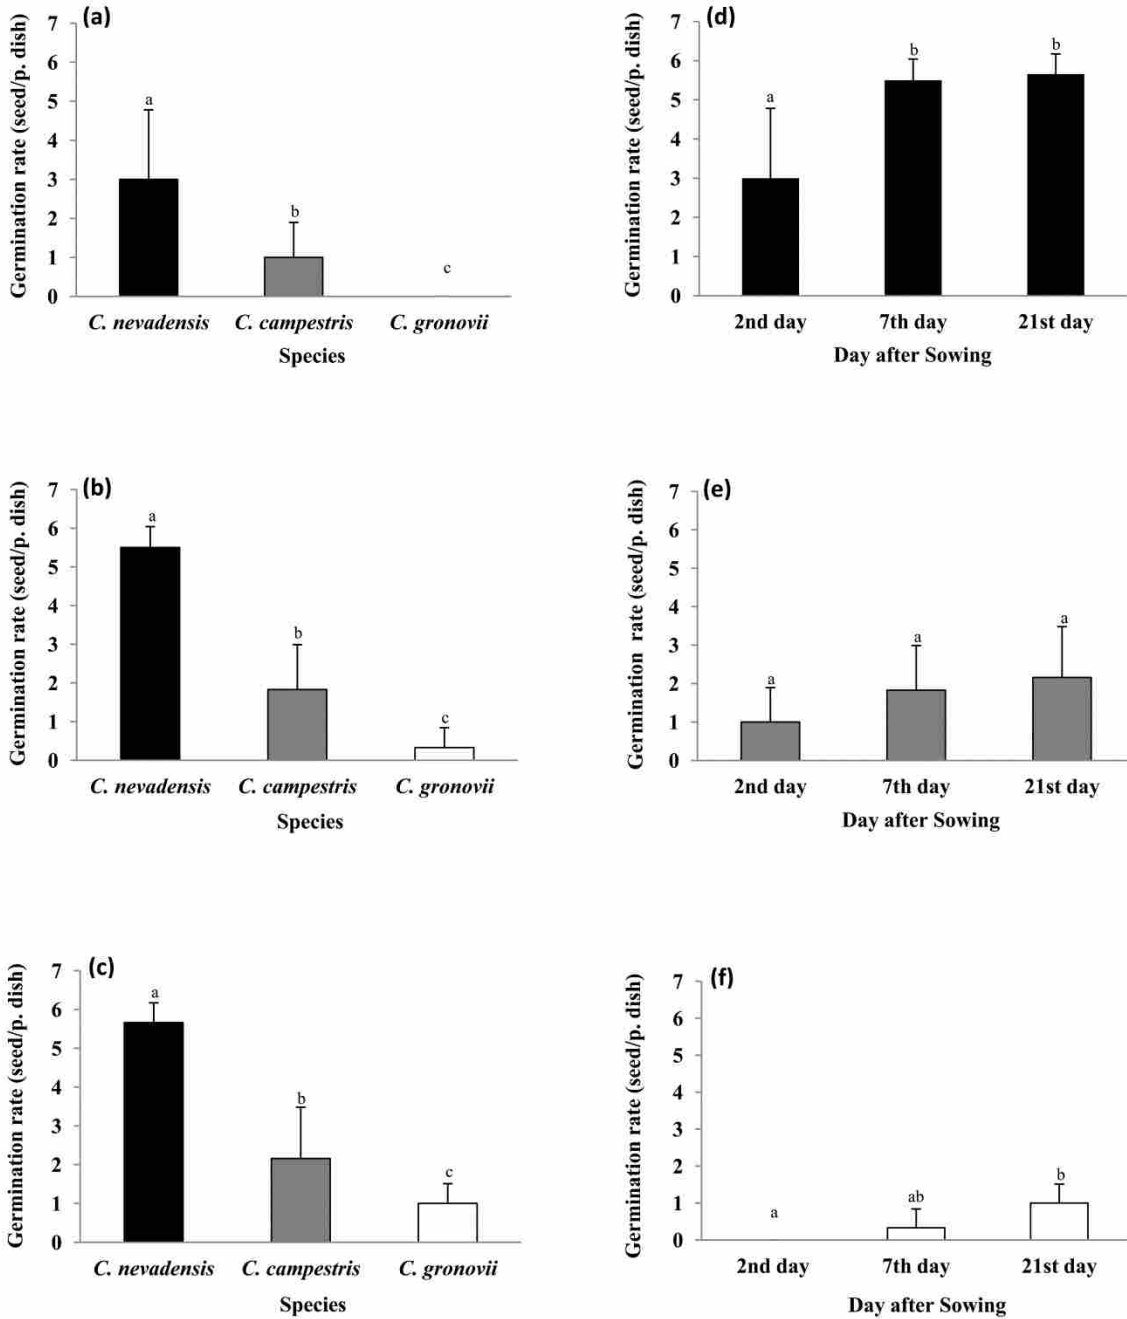 (a)
Germination rate (seed/p. dish)
7
6
5
4
3
2
1
0
a
b
c
C. nevadensis C. campestris C. gronovii
Species
(d)
Germination rate (seed/p. dish)
7
6
5
4
3
2
1
0
a
b
b
2nd day 7th day 21st day
Day after Sowing
(b)
Germination rate (seed/p. dish)
7
6
5
4
3
2
1
0
a
b
c
C. nevadensis C. campestris C. gronovii
Species
(e)
Germination rate (seed/p. dish)
7
6
5
4
3
2
1
0
a
a
a
2nd day 7th day 21st day
Day after Sowing
(c)
Germination rate (seed/p. dish)
7
6
5
4
3
2
1
0
a
b
c
C. nevadensis C. campestris C. gronovii
Species
(f)
Germination rate (seed/p. dish)
7
6
5
4
3
2
1
0
a
ab
b
2nd day 7th day 21st day
Day after Sowing